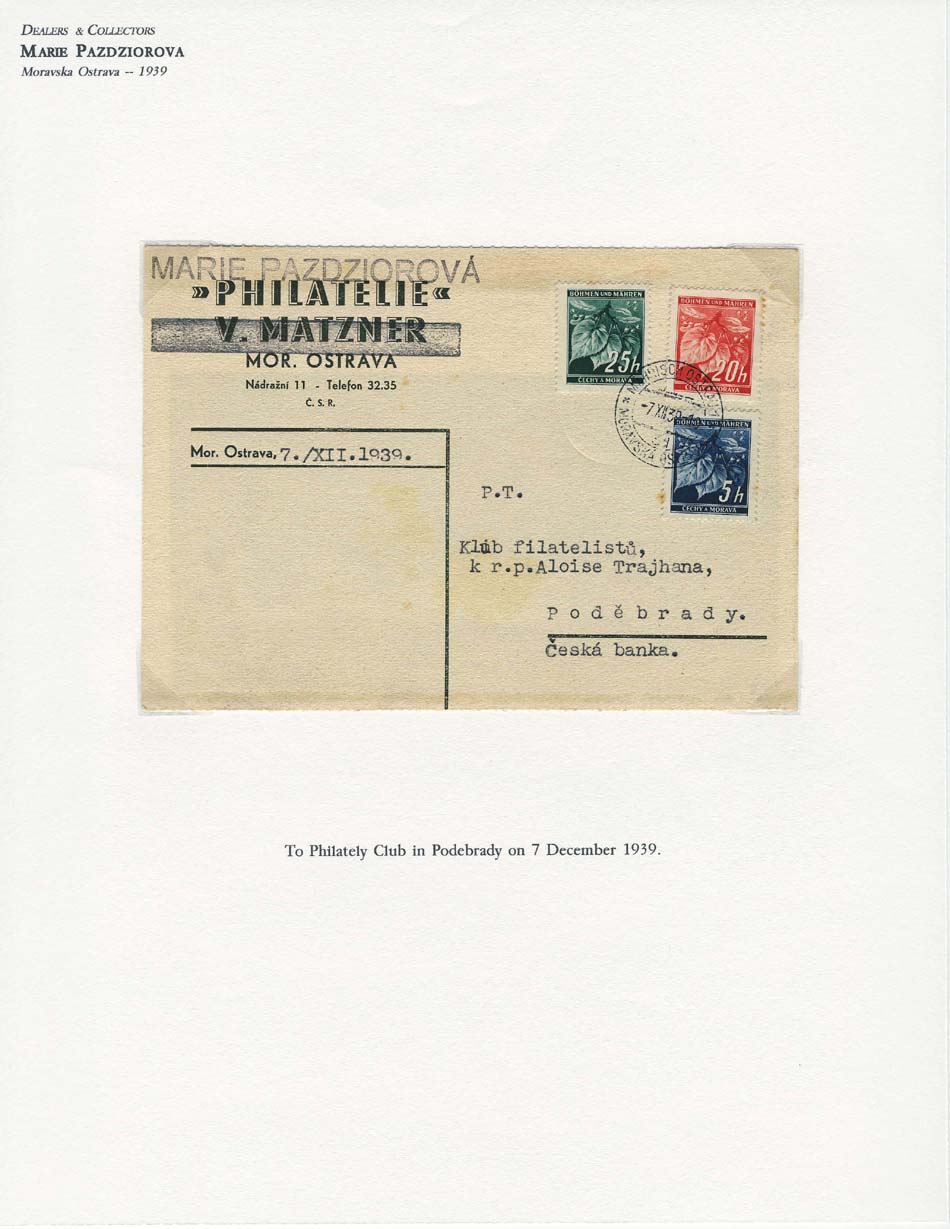 DEALERS & COLLECTORS
MARIE PAZDZIOROVA
Moravska Ostrava -- 1939
MARIE PAZDZIOROVÁ
»PHILATELIE«
V. MATZNER
MOR. OSTRAVA
Nádražní 11 - Telefon 32.35
Č. S. R.
Mor. Ostrava, 7./XII.1939.
BÖHMEN UND MÄHREN
25h
ČECHY A MORAVA
BÖHMEN UND MÄHREN
20h
ČECHY A MORAVA
BÖHMEN UND MÄHREN
5h
ČECHY A MORAVA
-7.XII.39
P.T.
Klub filatelistů,
k r.p.Aloise Trajhana,
Poděbrady.
Česká banka.
To Philately Club in Podebrady on 7 December 1939.